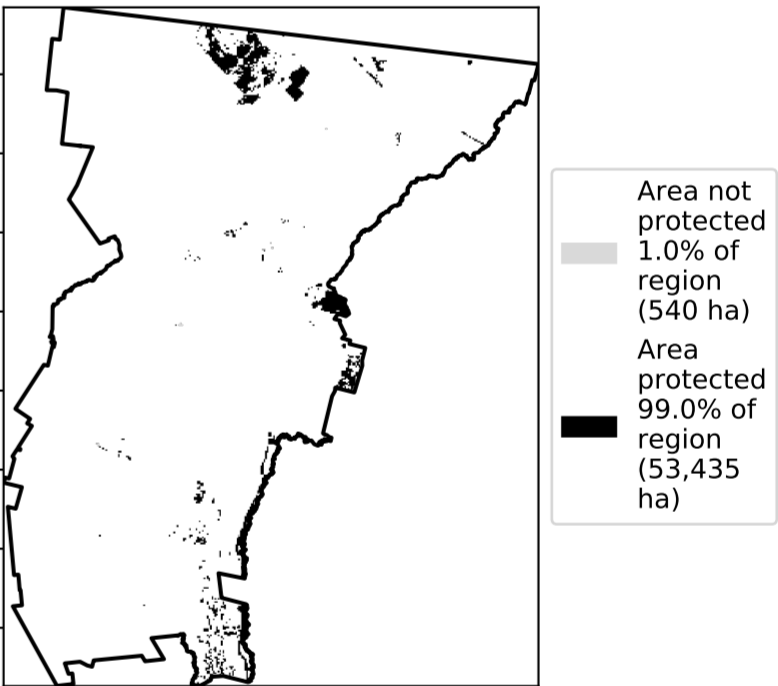 Area not
protected
1.0% of
region
(540 ha)
Area
protected
99.0% of
region
(53,435
ha)